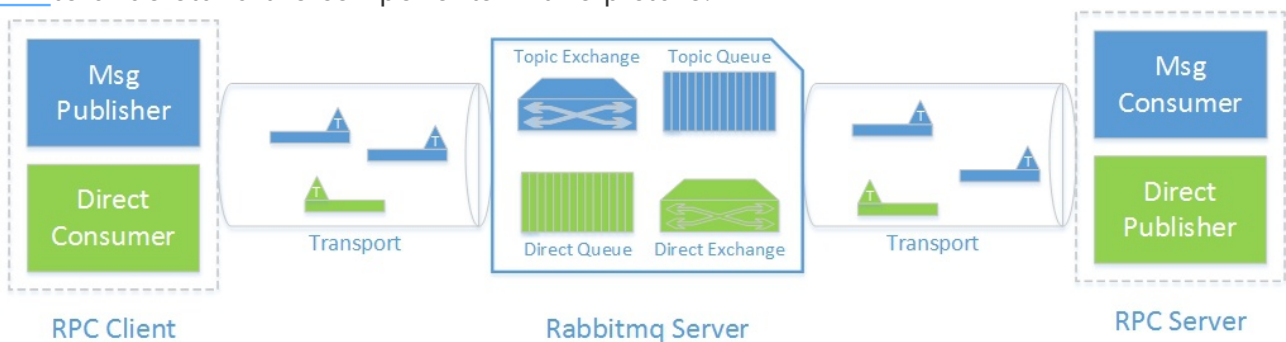 Msg
Publisher
Direct
Consumer
RPC Client
T
T
T
Transport
Topic Exchange
Topic Queue
Direct Queue
Direct Exchange
Rabbitmq Server
T
T
T
Transport
Msg
Consumer
Direct
Publisher
RPC Server